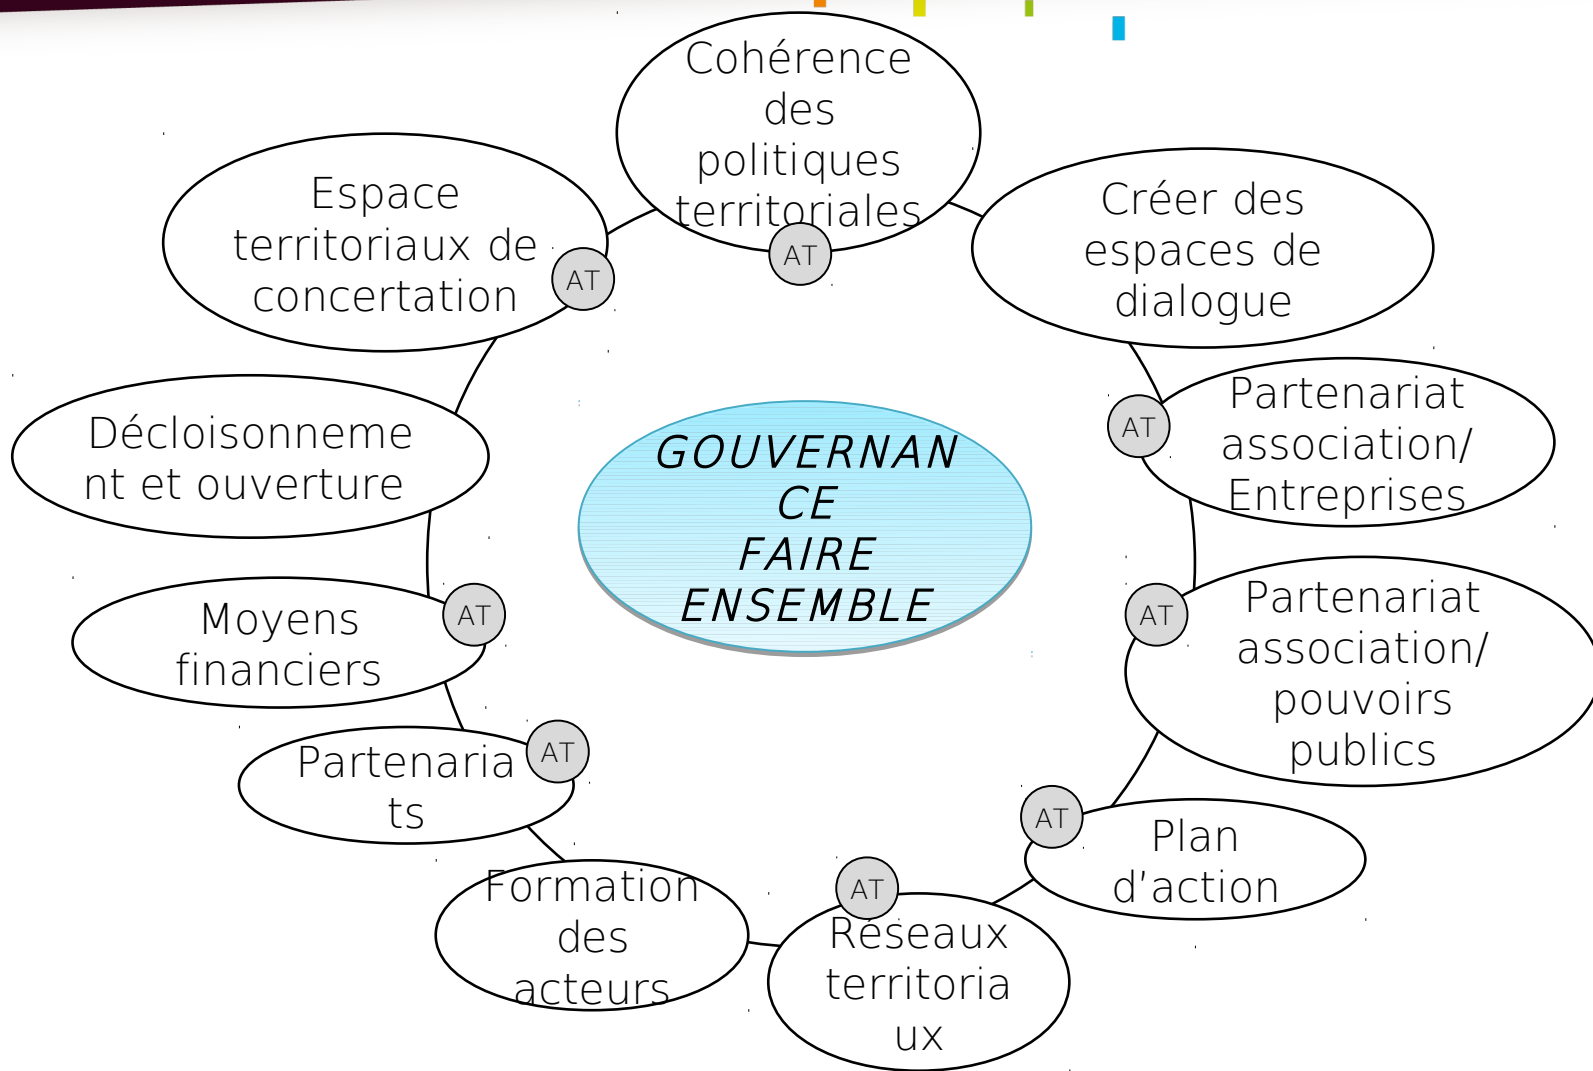 Cohérence
des
politiques
territoriales
AT
Créer des
espaces de
dialogue
Partenariat
association/
Entreprises
AT
Partenariat
association/
pouvoirs
publics
AT
Plan
d’action
AT
Réseaux
territoria
ux
AT
Formation
des
acteurs
Partenaria
ts
AT
Moyens
financiers
AT
Décloisonneme
nt et ouverture
Espace
territoriaux de
concertation
AT
GOUVERNAN
CE
FAIRE
ENSEMBLE